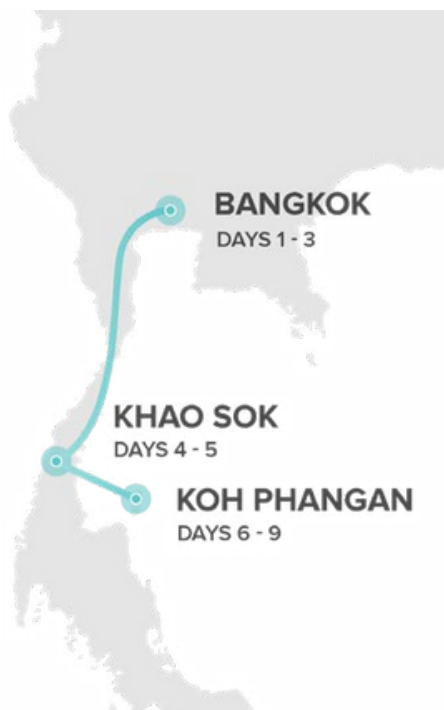 BANGKOK
DAYS 1 - 3
KHAO SOK
DAYS 4 - 5
KOH PHANGAN
DAYS 6 - 9